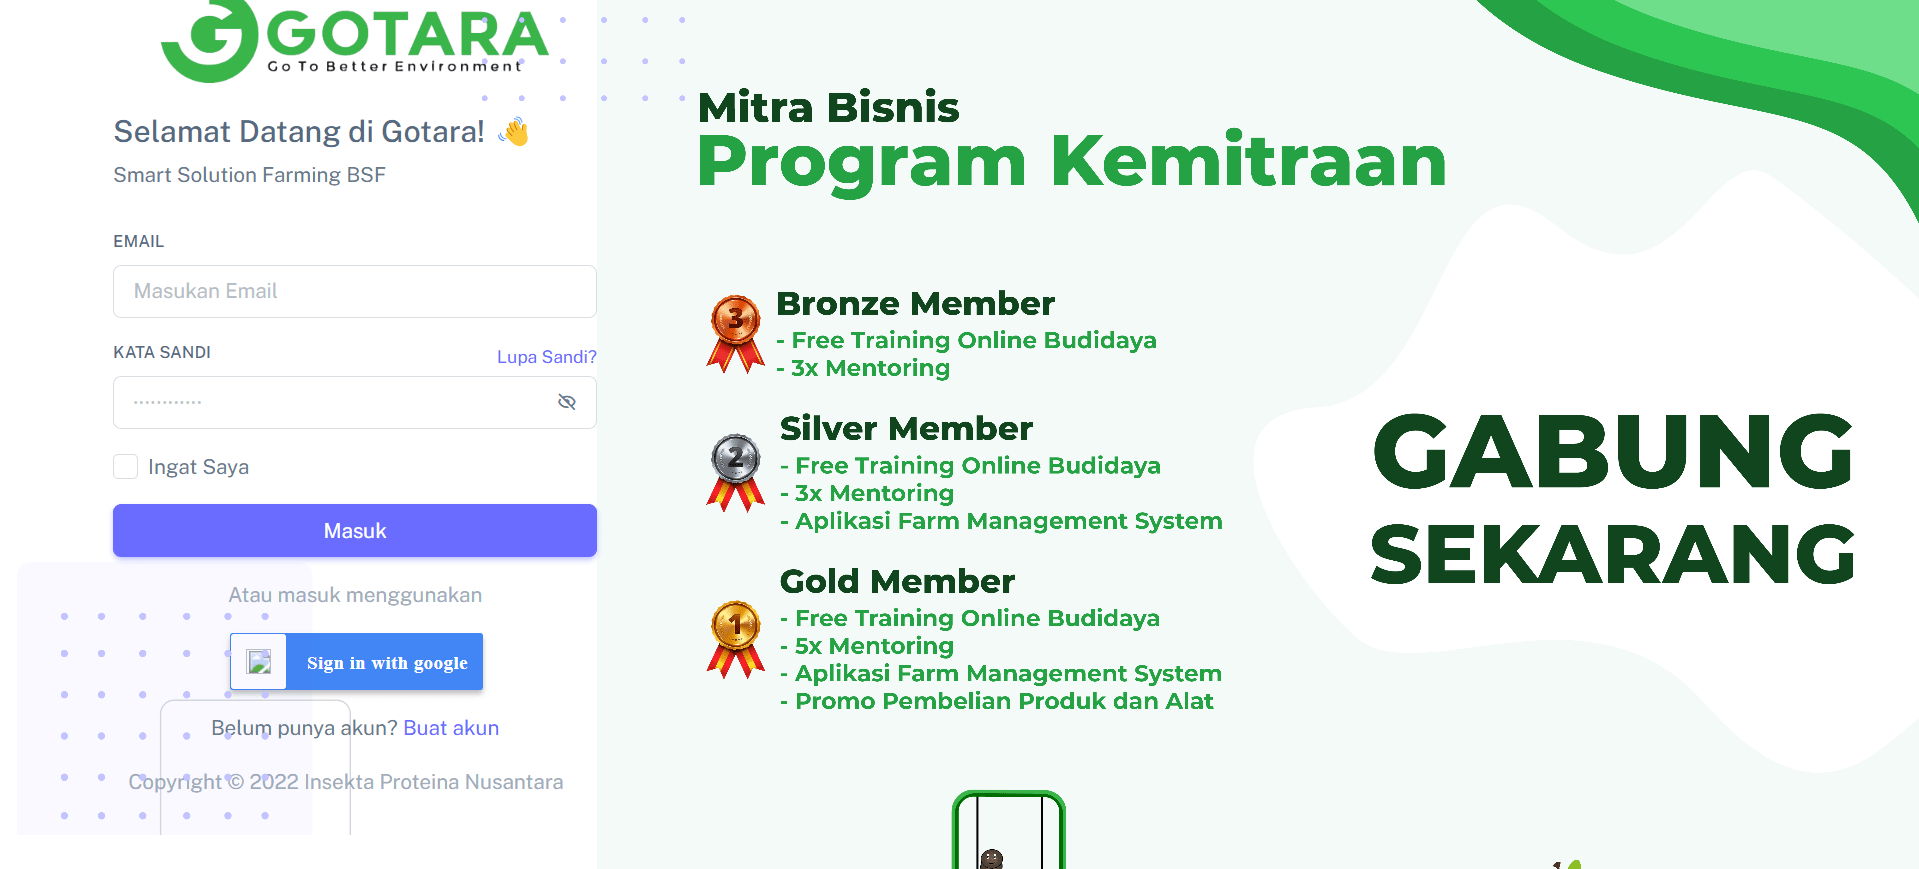 GOTARA
Go To Better Environment
Selamat Datang di Gotara! 👋
Smart Solution Farming BSF
EMAIL
Masukan Email
KATA SANDI
Lupa Sandi?
············
Ingat Saya
Masuk
Atau masuk menggunakan
Sign in with google
Belum punya akun? Buat akun
Copyright © 2022 Insekta Proteina Nusantara
Mitra Bisnis
Program Kemitraan
3
Bronze Member
- Free Training Online Budidaya
- 3x Mentoring
2
Silver Member
- Free Training Online Budidaya
- 3x Mentoring
- Aplikasi Farm Management System
1
Gold Member
- Free Training Online Budidaya
- 5x Mentoring
- Aplikasi Farm Management System
- Promo Pembelian Produk dan Alat
GABUNG
SEKARANG